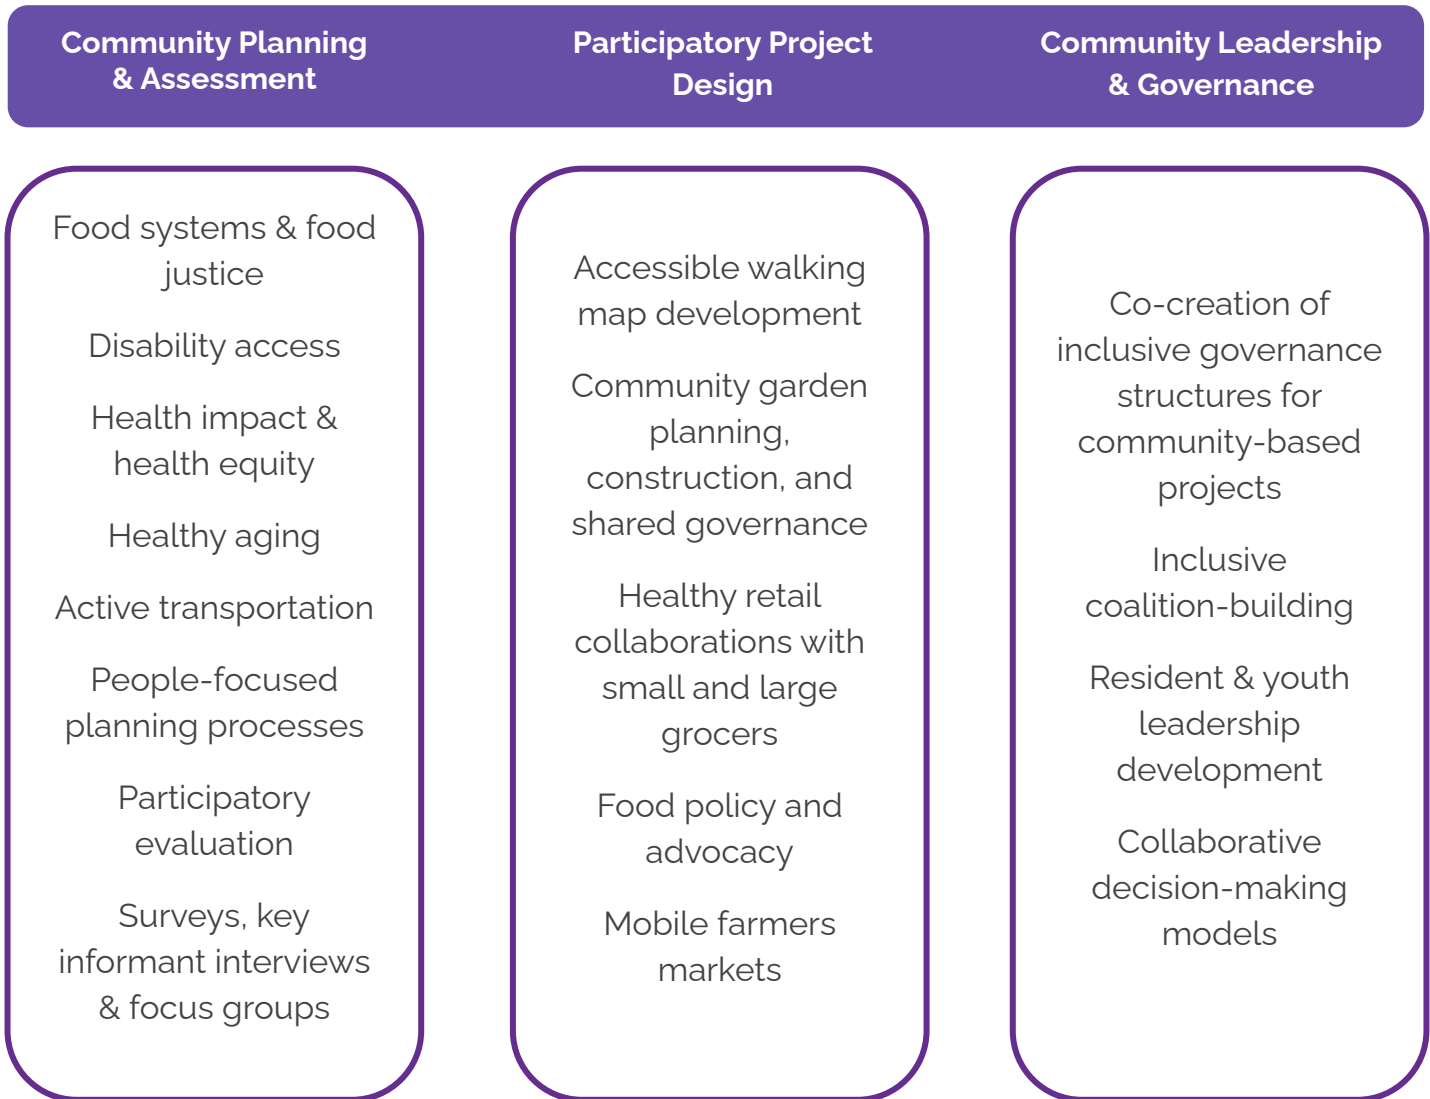 Community Planning
& Assessment
Participatory Project
Design
Community Leadership
& Governance
Food systems & food
justice
Disability access
Health impact &
health equity
Healthy aging
Active transportation
People-focused
planning processes
Participatory
evaluation
Surveys, key
informant interviews
& focus groups
Accessible walking
map development
Community garden
planning,
construction, and
shared governance
Healthy retail
collaborations with
small and large
grocers
Food policy and
advocacy
Mobile farmers
markets
Co-creation of
inclusive governance
structures for
community-based
projects
Inclusive
coalition-building
Resident & youth
leadership
development
Collaborative
decision-making
models